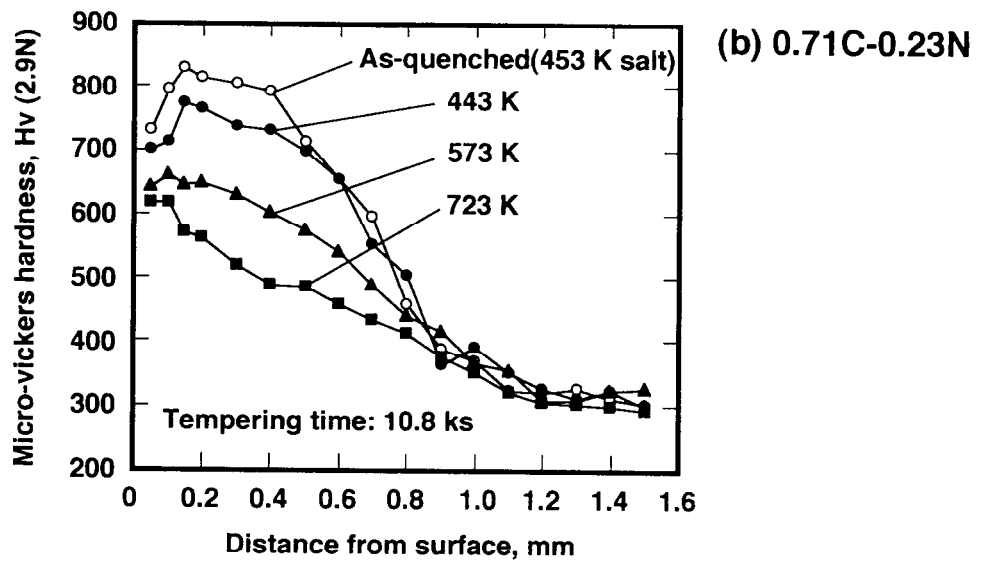 (b) 0.71C-0.23N
Micro-vickers hardness, Hv (2.9N)
900
800
700
600
500
400
300
200
As-quenched(453 K salt)
443 K
573 K
723 K
Tempering time: 10.8 ks
0 0.2 0.4 0.6 0.8 1.0 1.2 1.4 1.6
Distance from surface, mm